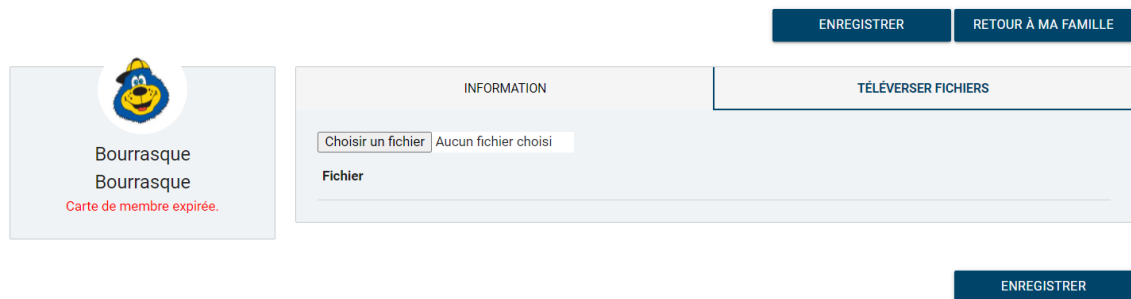 ENREGISTRER RETOUR À MA FAMILLE
INFORMATION TÉLÉVERSER FICHIERS
Choisir un fichier Aucun fichier choisi
Bourrasque
Bourrasque
Fichier
Carte de membre expirée.
ENREGISTRER